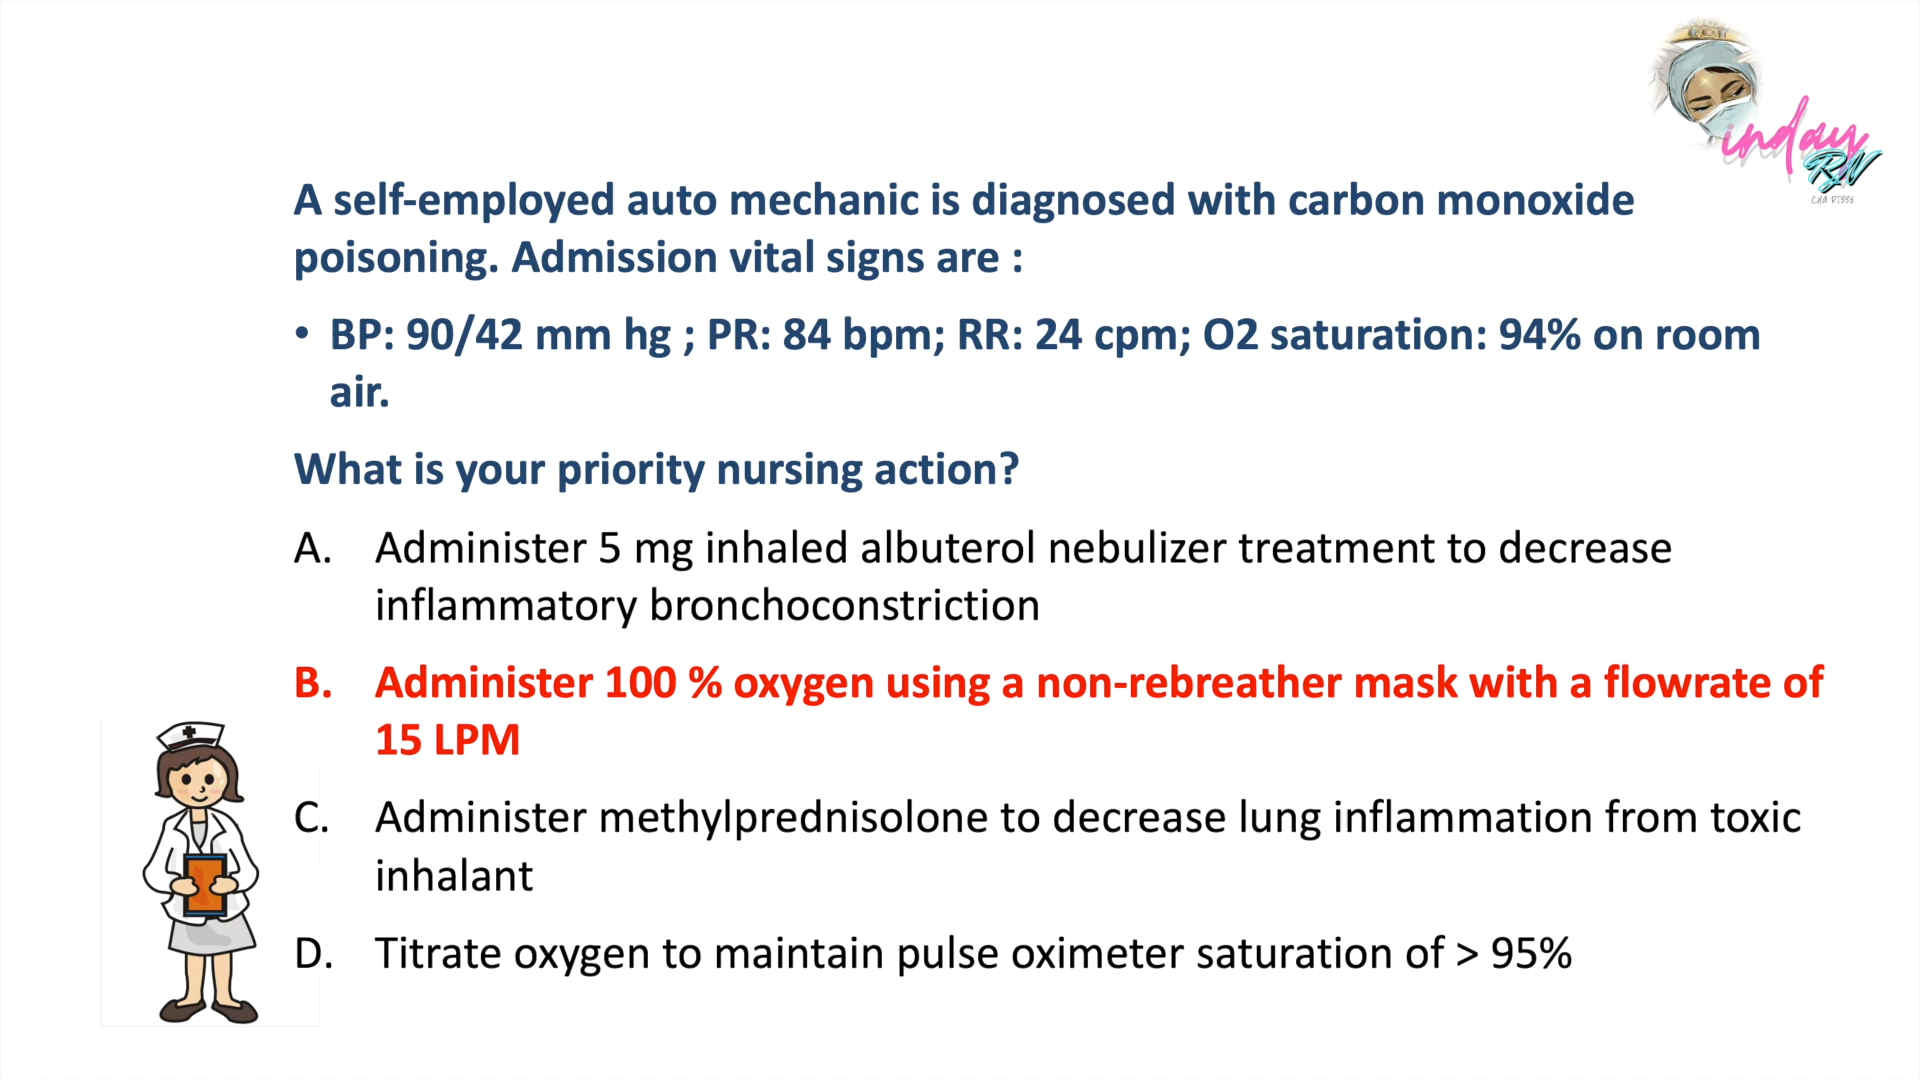 inday
RN
A self-employed auto mechanic is diagnosed with carbon monoxide
poisoning. Admission vital signs are :
• BP: 90/42 mm hg ; PR: 84 bpm; RR: 24 cpm; O2 saturation: 94% on room
air.
What is your priority nursing action?
A. Administer 5 mg inhaled albuterol nebulizer treatment to decrease
inflammatory bronchoconstriction
B. Administer 100 % oxygen using a non-rebreather mask with a flowrate of
15 LPM
C. Administer methylprednisolone to decrease lung inflammation from toxic
inhalant
D. Titrate oxygen to maintain pulse oximeter saturation of > 95%